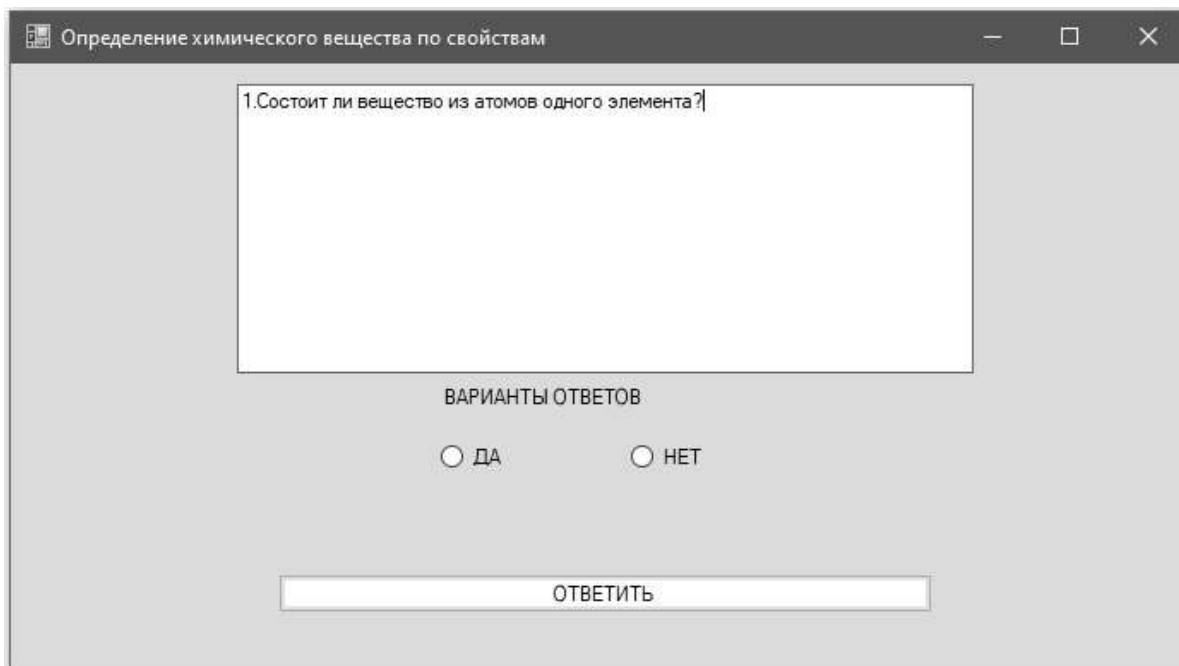 Определение химического вещества по свойствам
1.Состоит ли вещество из атомов одного элемента?
ВАРИАНТЫ ОТВЕТОВ
ДА НЕТ
ОТВЕТИТЬ